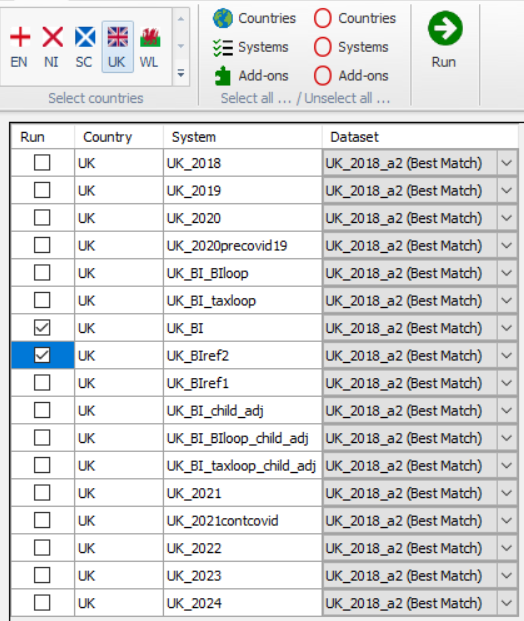 Countries Countries
EN NI SC UK WL Systems Systems Run
Add-ons Add-ons
Select countries Select all ... / Unselect all ...
Run Country System Dataset
UK UK_2018 UK_2018_a2 (Best Match)
UK UK_2019 UK_2018_a2 (Best Match)
UK UK_2020 UK_2018_a2 (Best Match)
UK UK_2020precovid19 UK_2018_a2 (Best Match)
UK UK_BI_BIloop UK_2018_a2 (Best Match)
UK UK_BI_taxloop UK_2018_a2 (Best Match)
UK UK_BI UK_2018_a2 (Best Match)
UK UK_BIref2 UK_2018_a2 (Best Match)
UK UK_BIref1 UK_2018_a2 (Best Match)
UK UK_BI_child_adj UK_2018_a2 (Best Match)
UK UK_BI_BIloop_child_adj UK_2018_a2 (Best Match)
UK UK_BI_taxloop_child_adj UK_2018_a2 (Best Match)
UK UK_2021 UK_2018_a2 (Best Match)
UK UK_2021contcovid UK_2018_a2 (Best Match)
UK UK_2022 UK_2018_a2 (Best Match)
UK UK_2023 UK_2018_a2 (Best Match)
UK UK_2024 UK_2018_a2 (Best Match)